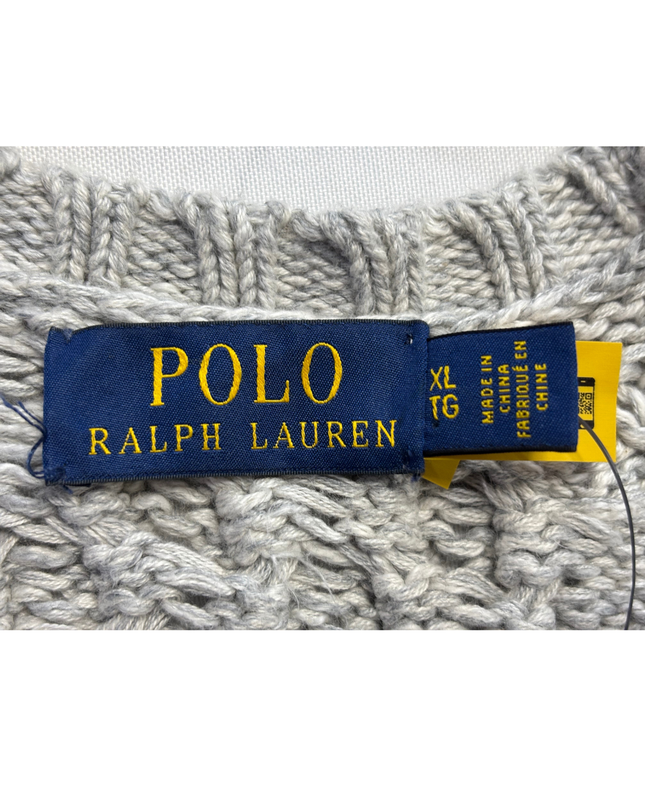 POLO
RALPH LAUREN
XL
TG
MADE IN
CHINA
FABRIQUÉ EN
CHINE